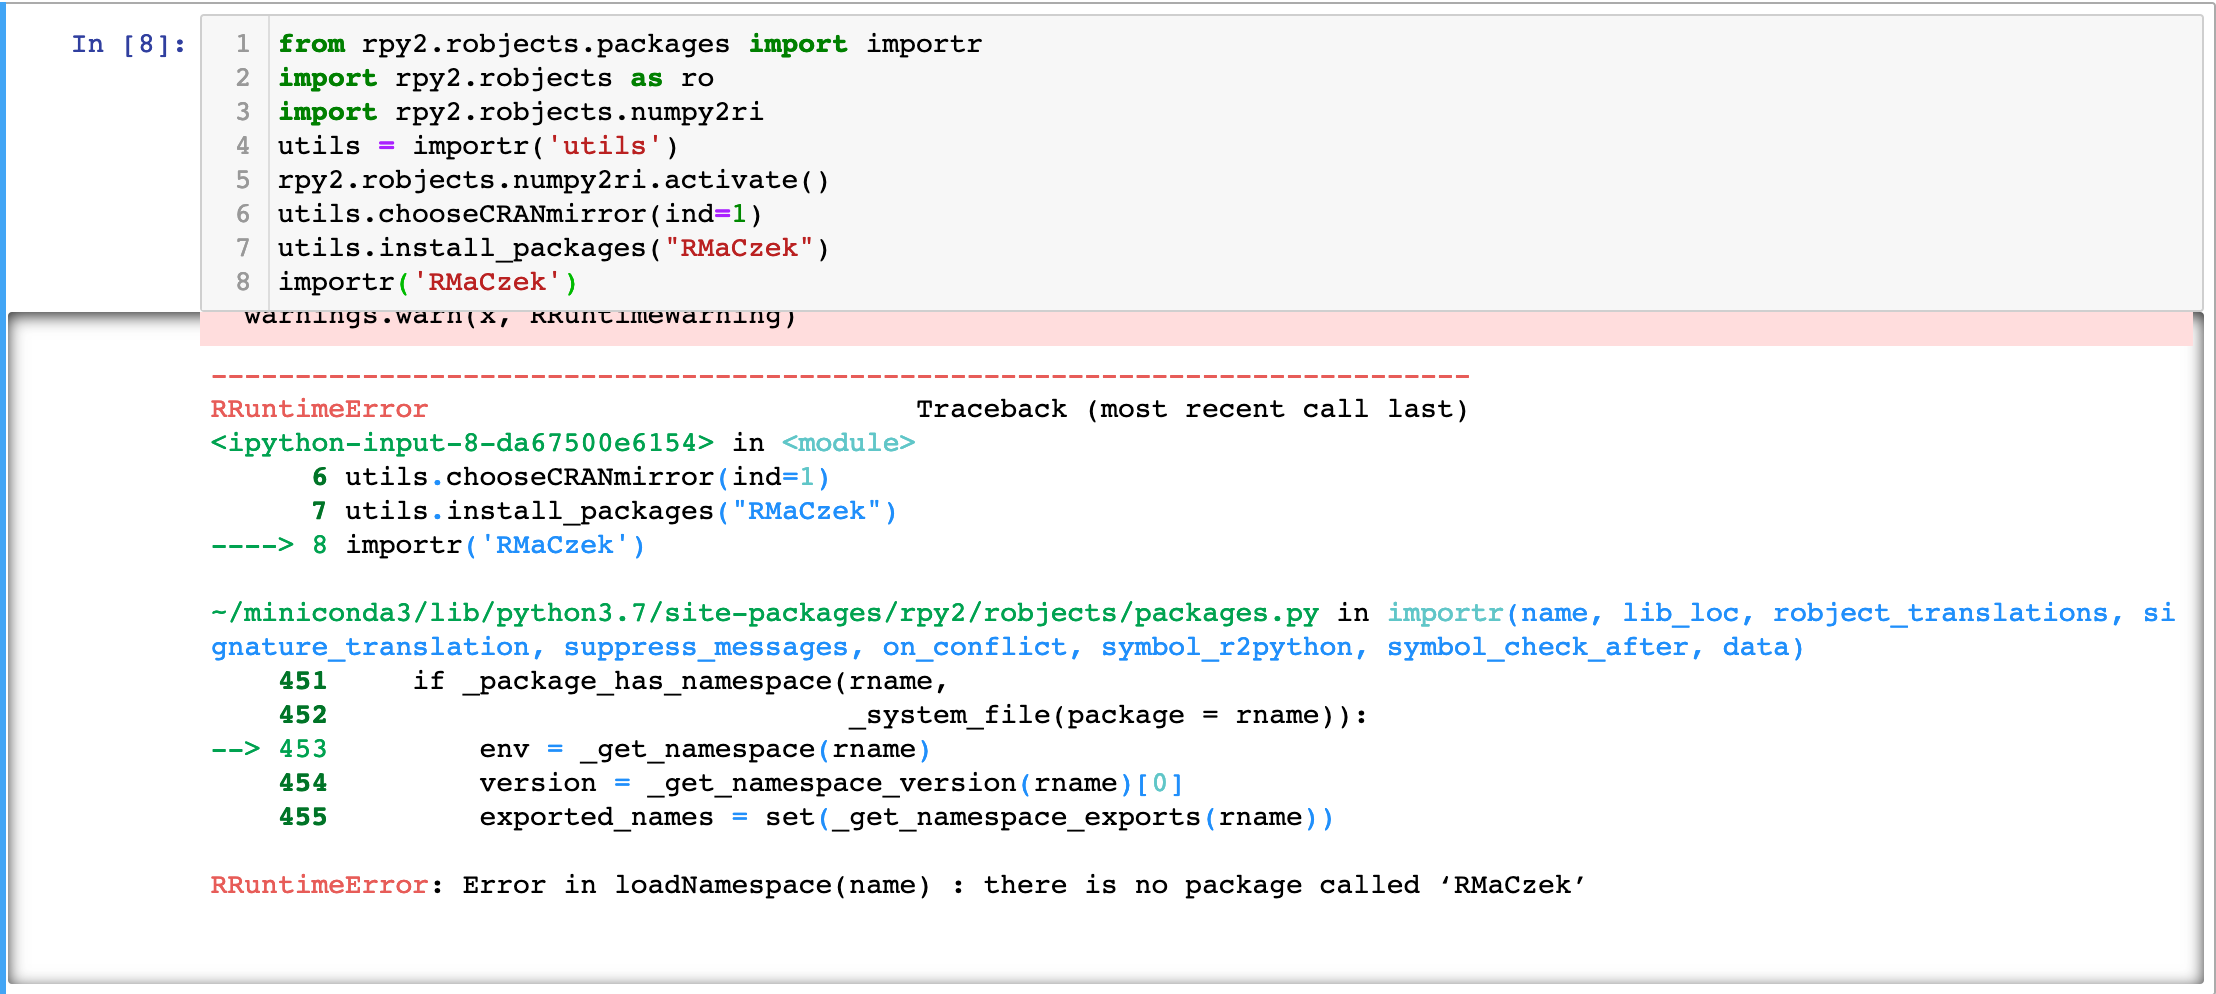 In [8]:
1 from rpy2.robjects.packages import importr
2 import rpy2.robjects as ro
3 import rpy2.robjects.numpy2ri
4 utils = importr('utils')
5 rpy2.robjects.numpy2ri.activate()
6 utils.chooseCRANmirror(ind=1)
7 utils.install_packages("RMaCzek")
8 importr('RMaCzek')
warnings.warn(x, RRuntimeWarning)
---------------------------------------------------------------------------
RRuntimeError                             Traceback (most recent call last)
<ipython-input-8-da67500e6154> in <module>
      6 utils.chooseCRANmirror(ind=1)
      7 utils.install_packages("RMaCzek")
----> 8 importr('RMaCzek')
~/miniconda3/lib/python3.7/site-packages/rpy2/robjects/packages.py in importr(name, lib_loc, robject_translations, si
gnature_translation, suppress_messages, on_conflict, symbol_r2python, symbol_check_after, data)
    451     if _package_has_namespace(rname,
    452                               _system_file(package = rname)):
--> 453         env = _get_namespace(rname)
    454         version = _get_namespace_version(rname)[0]
    455         exported_names = set(_get_namespace_exports(rname))
RRuntimeError: Error in loadNamespace(name) : there is no package called ‘RMaCzek’